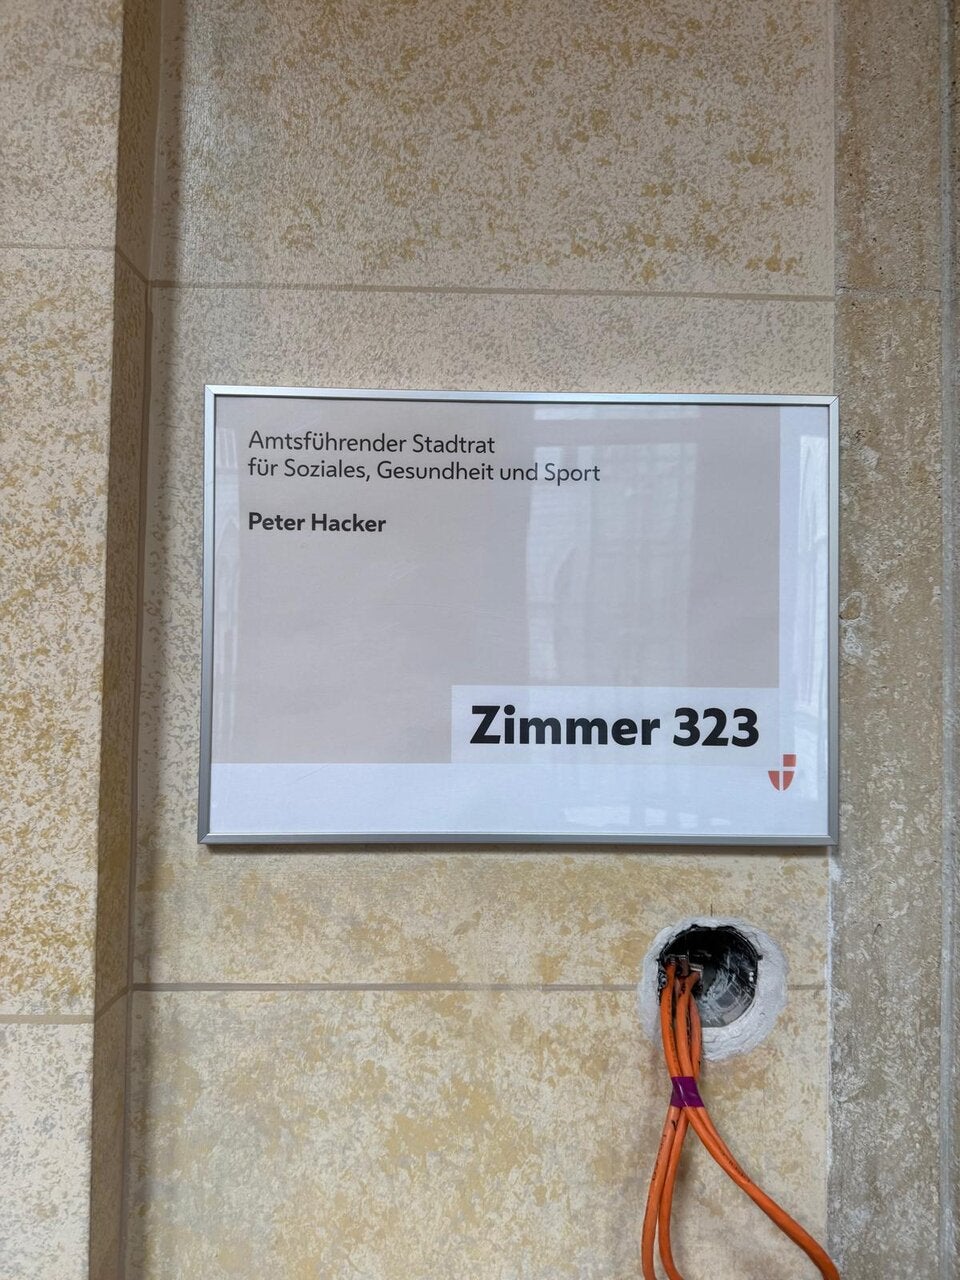 Amtsführender Stadtrat
für Soziales, Gesundheit und Sport
Peter Hacker
Zimmer 323